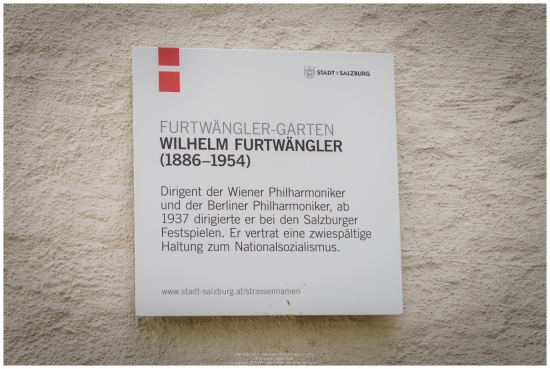 STADT : SALZBURG
FURTWÄNGLER-GARTEN
WILHELM FURTWÄNGLER
(1886–1954)
Dirigent der Wiener Philharmoniker
und der Berliner Philharmoniker, ab
1937 dirigierte er bei den Salzburger
Festspielen. Er vertrat eine zwiespältige
Haltung zum Nationalsozialismus.
www.stadt-salzburg.at/strassennamen